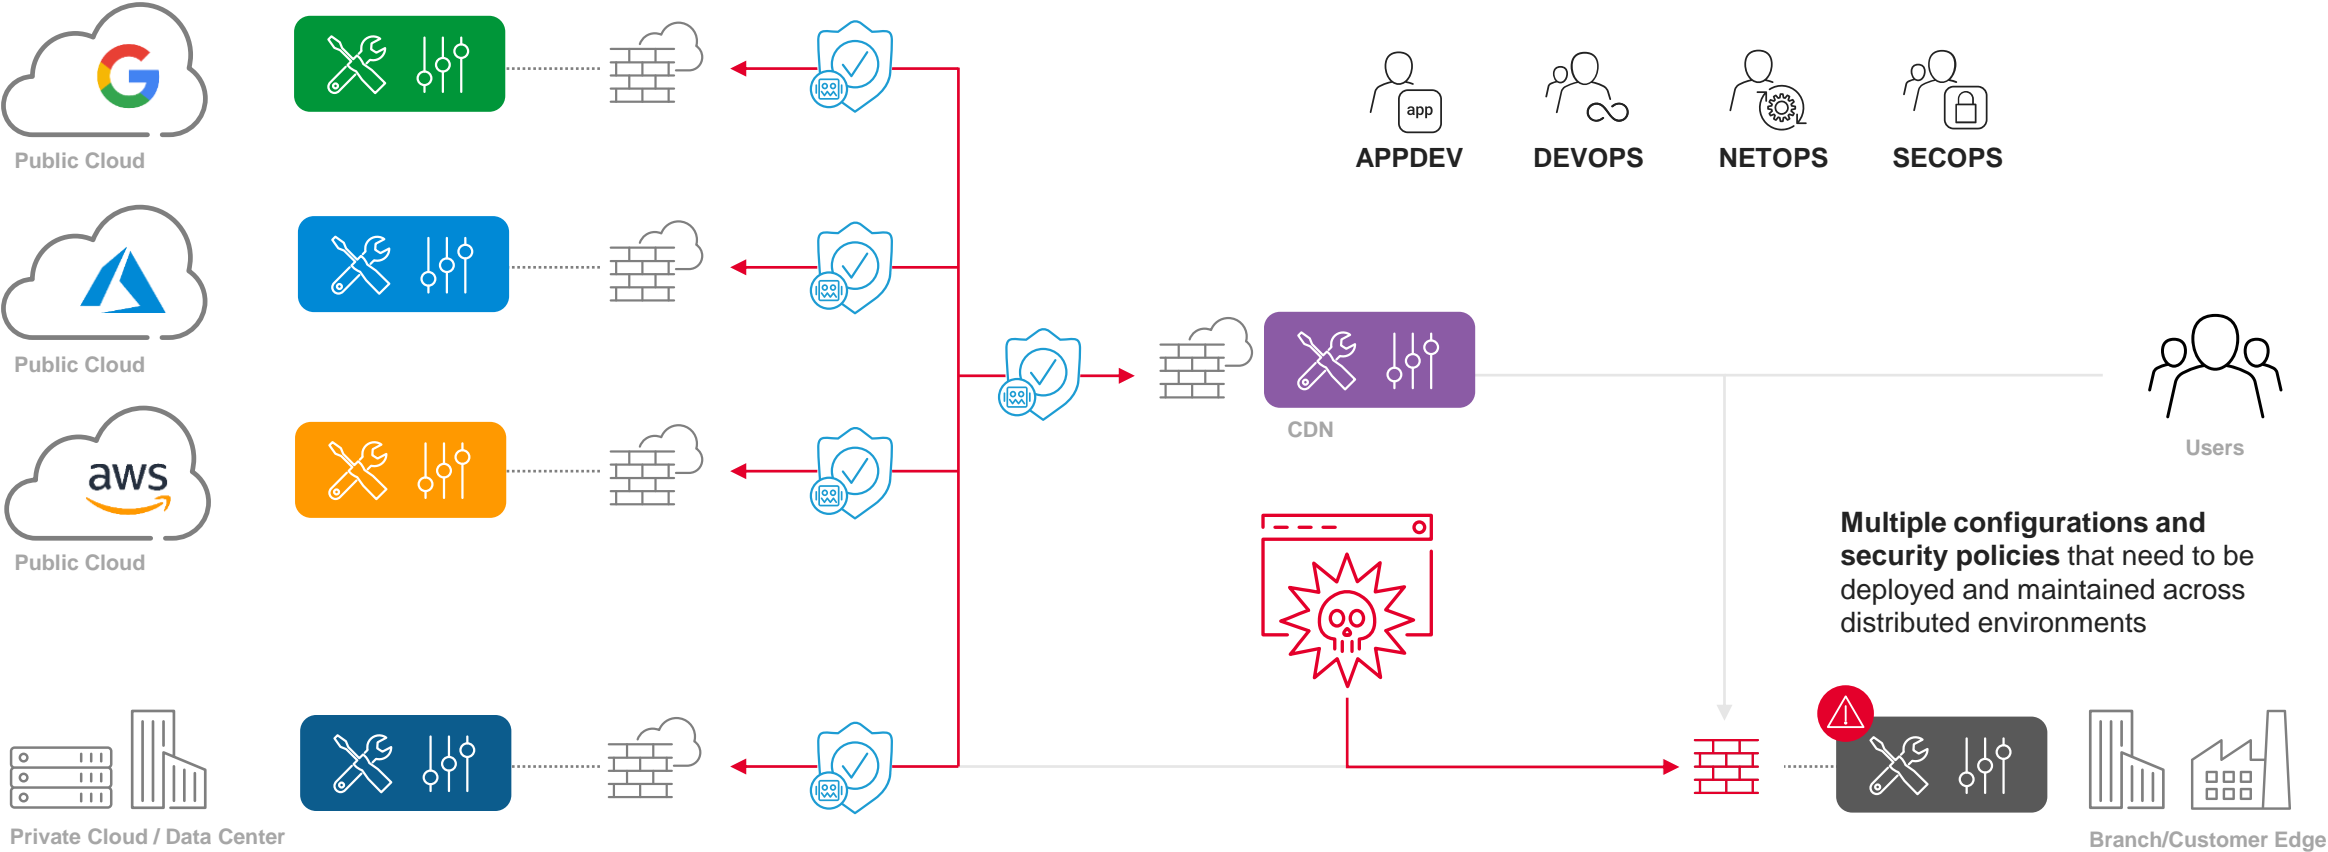 Public Cloud
app
APPDEV
DEVOPS
NETOPS
SECOPS
Public Cloud
CDN
Users
aws
Public Cloud
Multiple configurations and
security policies that need to be
deployed and maintained across
distributed environments
Private Cloud / Data Center
Branch/Customer Edge